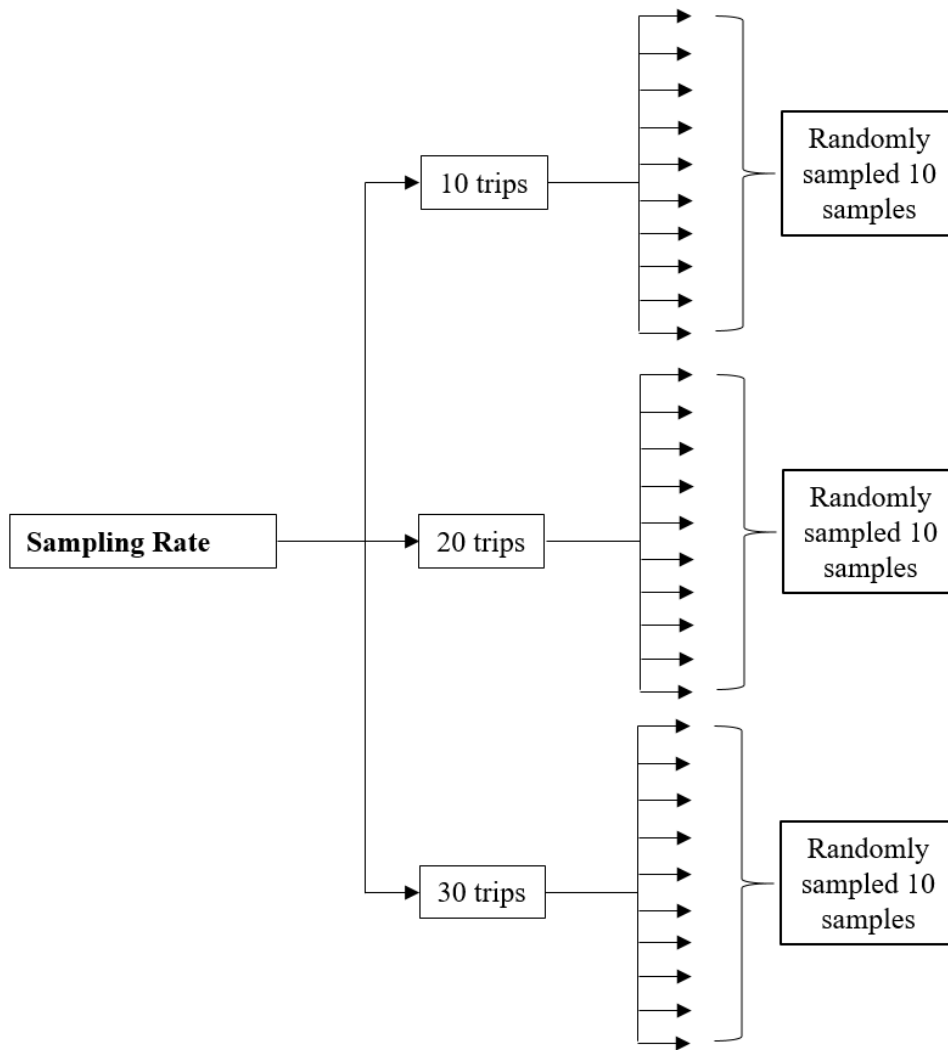 10 trips
Randomly
sampled 10
samples
Sampling Rate
20 trips
Randomly
sampled 10
samples
30 trips
Randomly
sampled 10
samples